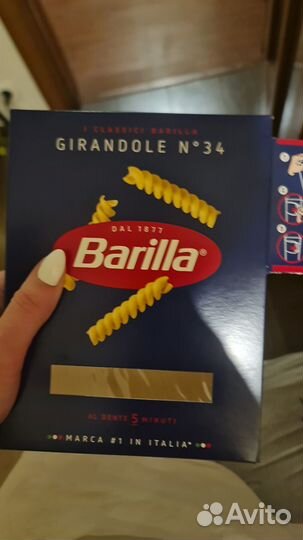 I CLASSICI BARILLA
GIRANDOLE N°34
DAL 1877
Barilla®
AL DENTE 5 MINUTI
MARCA #1 IN ITALIA*
Avito